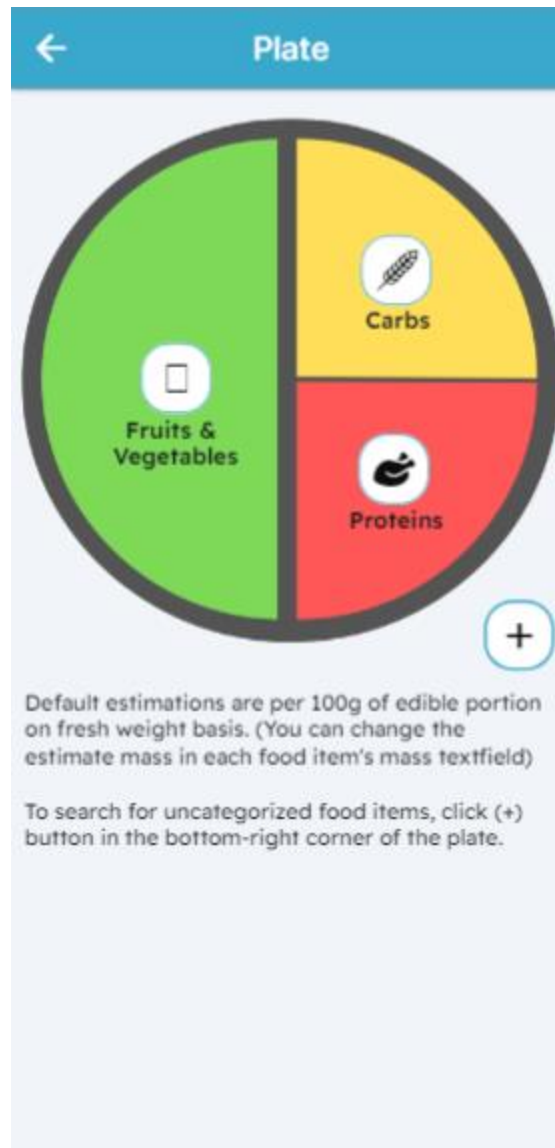 Plate
Carbs
Fruits &
Vegetables
Proteins
+
Default estimations are per 100g of edible portion
on fresh weight basis. (You can change the
estimate mass in each food item's mass textfield)
To search for uncategorized food items, click (+)
button in the bottom-right corner of the plate.